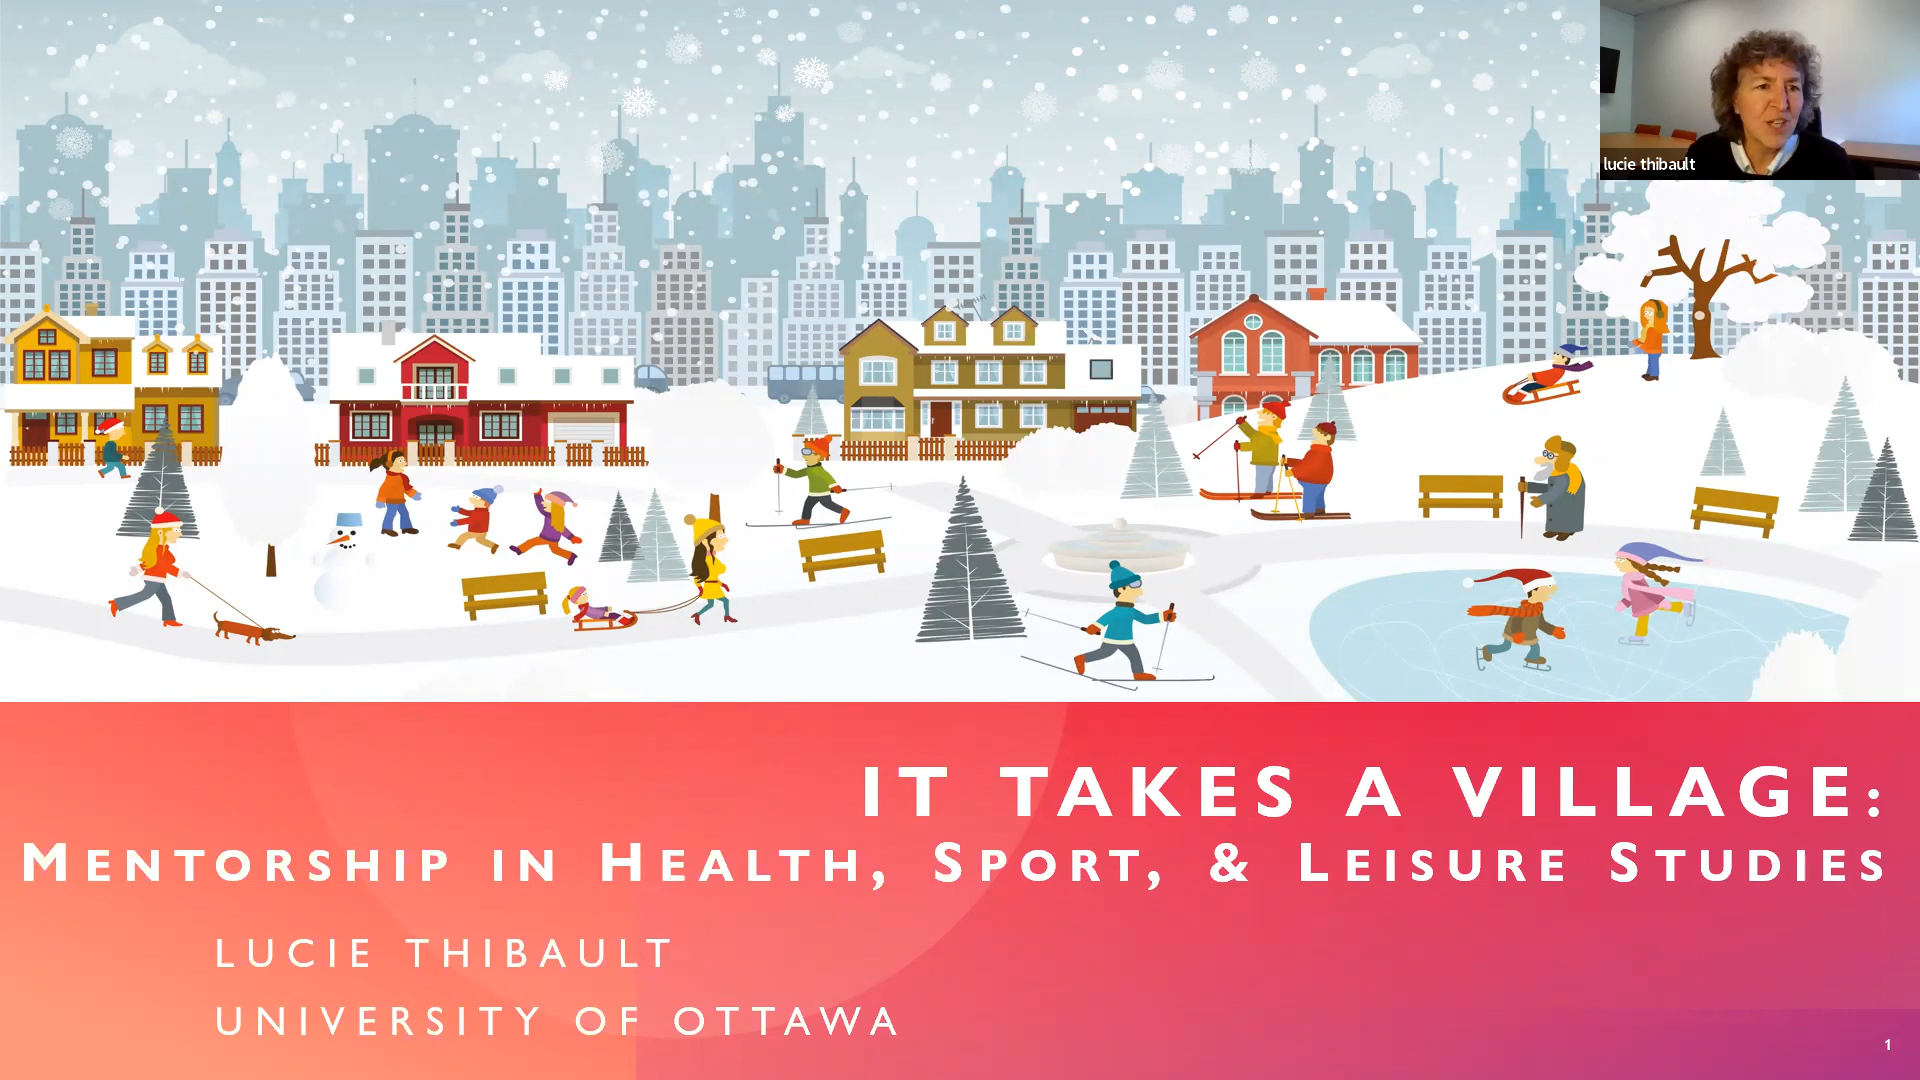 lucie thibault
IT TAKES A VILLAGE:
MENTORSHIP IN HEALTH, SPORT, & LEISURE STUDIES
LUCIE THIBAULT
UNIVERSITY OF OTTAWA
1